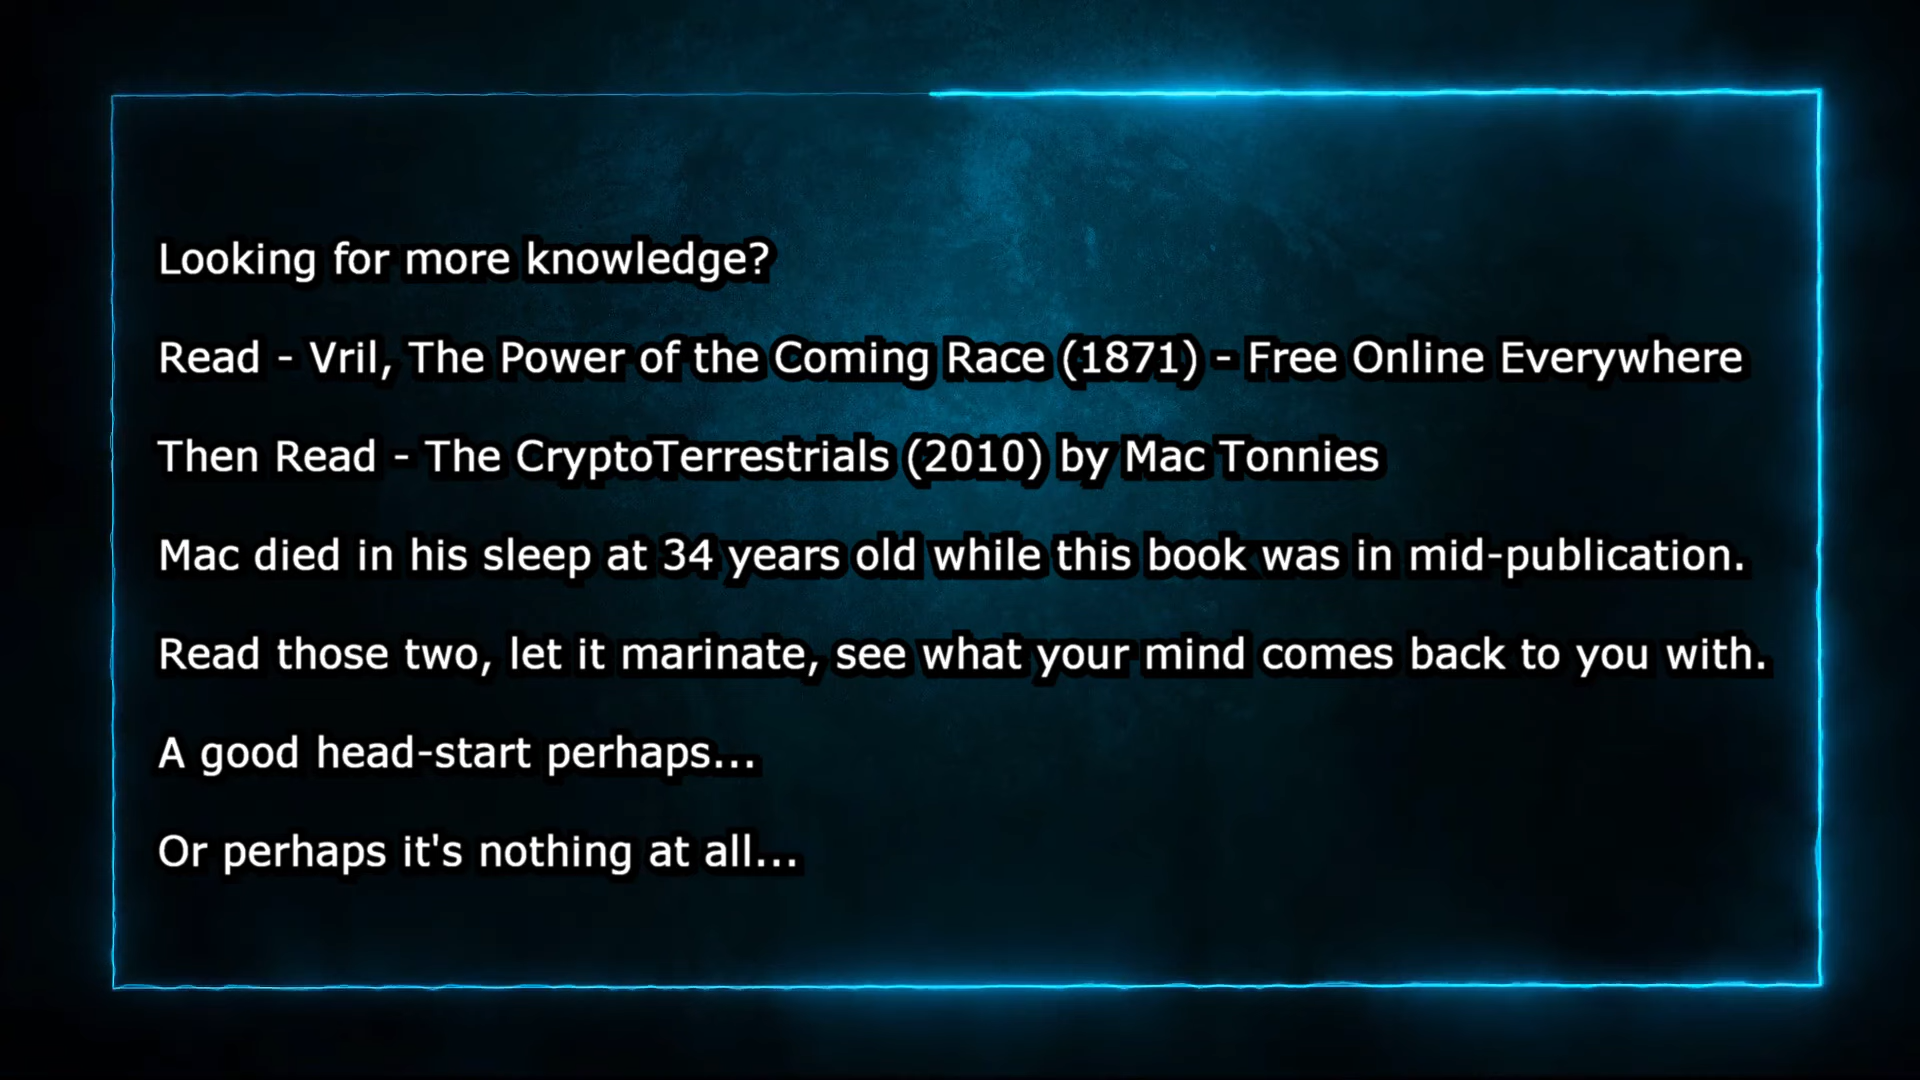 Looking for more knowledge?
Read - Vril, The Power of the Coming Race (1871) - Free Online Everywhere
Then Read - The CryptoTerrestrials (2010) by Mac Tonnies
Mac died in his sleep at 34 years old while this book was in mid-publication.
Read those two, let it marinate, see what your mind comes back to you with.
A good head-start perhaps...
Or perhaps it's nothing at all...